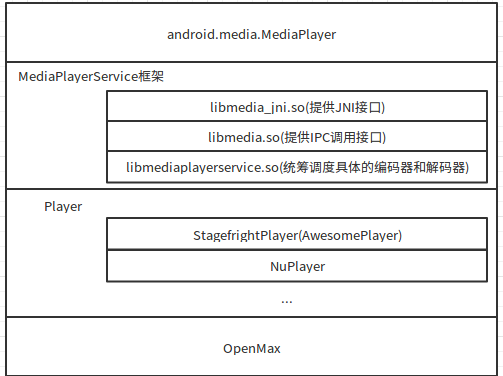 android.media.MediaPlayer
MediaPlayerService框架
libmedia_jni.so(提供JNI接口)
libmedia.so(提供IPC调用接口)
libmediaplayerservice.so(统筹调度具体的编码器和解码器)
Player
StagefrightPlayer(AwesomePlayer)
NuPlayer
...
OpenMax